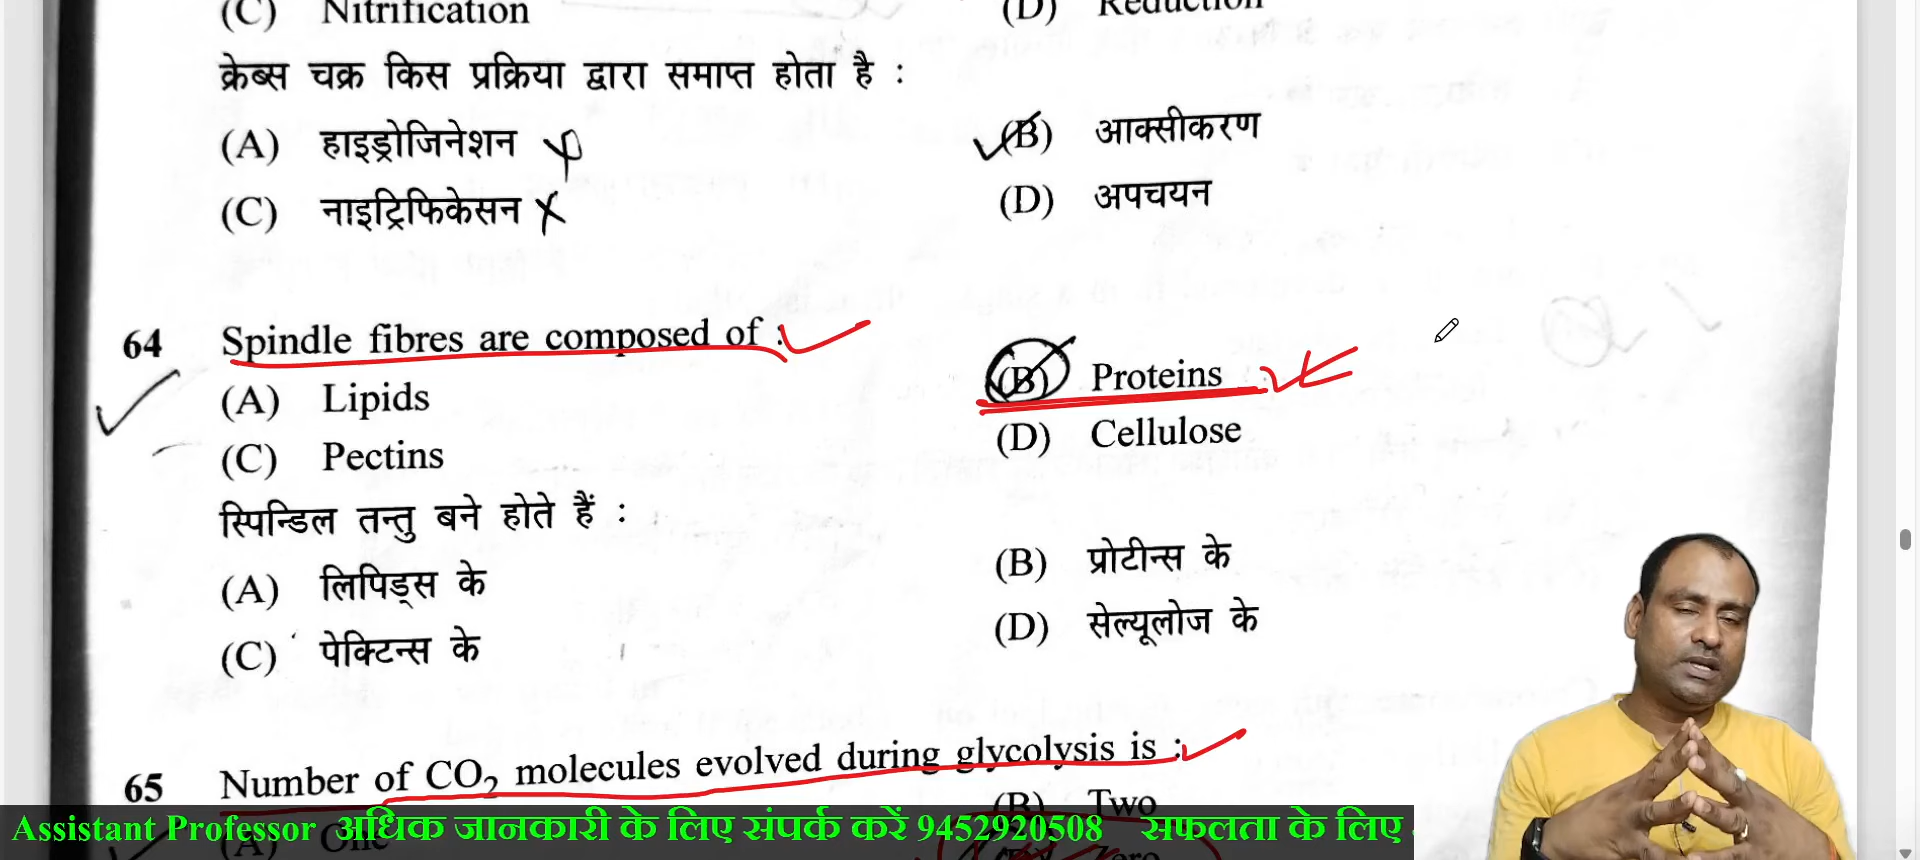 (C) Nitrification (D) Reduction
क्रेब्स चक्र किस प्रक्रिया द्वारा समाप्त होता है :
(A) हाइड्रोजिनेशन (B) आक्सीकरण
(C) नाइट्रिफिकेसन (D) अपचयन
64 Spindle fibres are composed of :
(A) Lipids (B) Proteins
(C) Pectins (D) Cellulose
स्पिन्डिल तन्तु बने होते हैं :
(A) लिपिड्स के (B) प्रोटीन्स के
(C) पेक्टिन्स के (D) सेल्यूलोज के
65 Number of CO2 molecules evolved during glycolysis is :
(B) Two
Assistant Professor अधिक जानकारी के लिए संपर्क करें 9452920508 सफलता के लिए
(A) One Zero